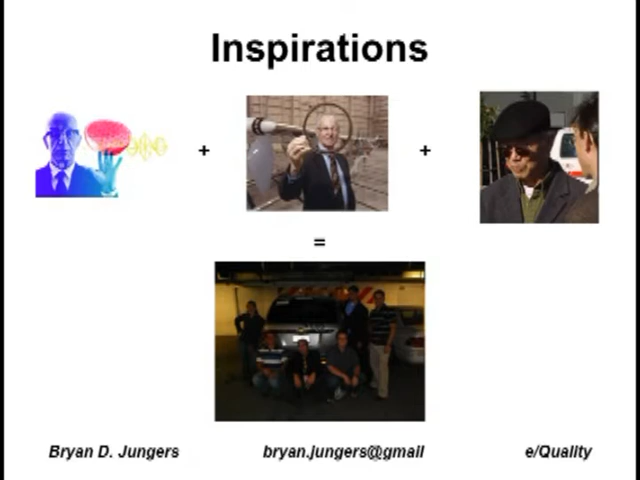 Inspirations
+ +
=
Bryan D. Jungers bryan.jungers@gmail e/Quality